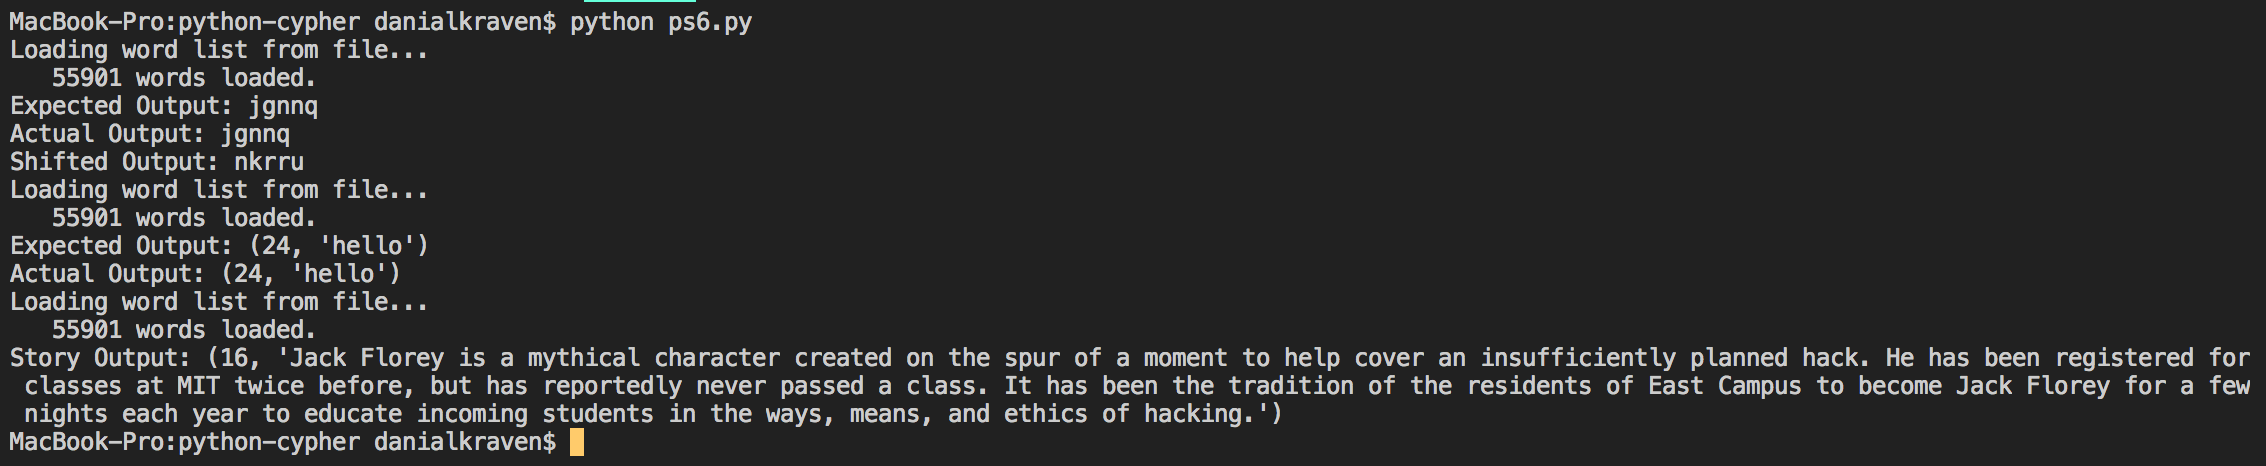 MacBook-Pro:python-cypher danialkraven$ python ps6.py
Loading word list from file...
   55901 words loaded.
Expected Output: jgnnq
Actual Output: jgnnq
Shifted Output: nkrru
Loading word list from file...
   55901 words loaded.
Expected Output: (24, 'hello')
Actual Output: (24, 'hello')
Loading word list from file...
   55901 words loaded.
Story Output: (16, 'Jack Florey is a mythical character created on the spur of a moment to help cover an insufficiently planned hack. He has been registered for
 classes at MIT twice before, but has reportedly never passed a class. It has been the tradition of the residents of East Campus to become Jack Florey for a few
 nights each year to educate incoming students in the ways, means, and ethics of hacking.')
MacBook-Pro:python-cypher danialkraven$